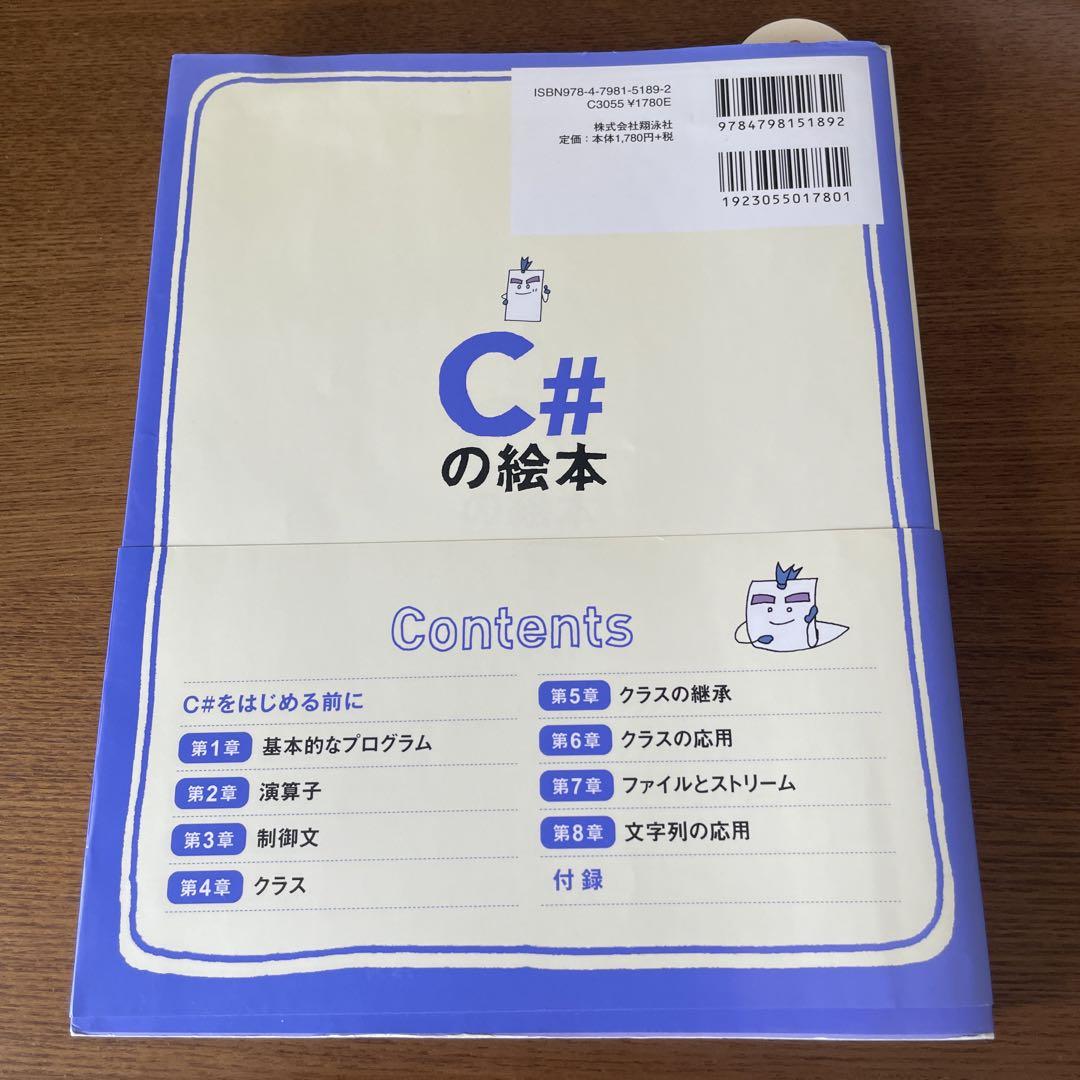 ISBN978-4-7981-5189-2
C3055 ¥1780E
株式会社翔泳社
定価：本体1,780円+税
9784798151892
1923055017801
C#
の絵本
Contents
C#をはじめる前に
第1章 基本的なプログラム
第2章 演算子
第3章 制御文
第4章 クラス
第5章 クラスの継承
第6章 クラスの応用
第7章 ファイルとストリーム
第8章 文字列の応用
付録